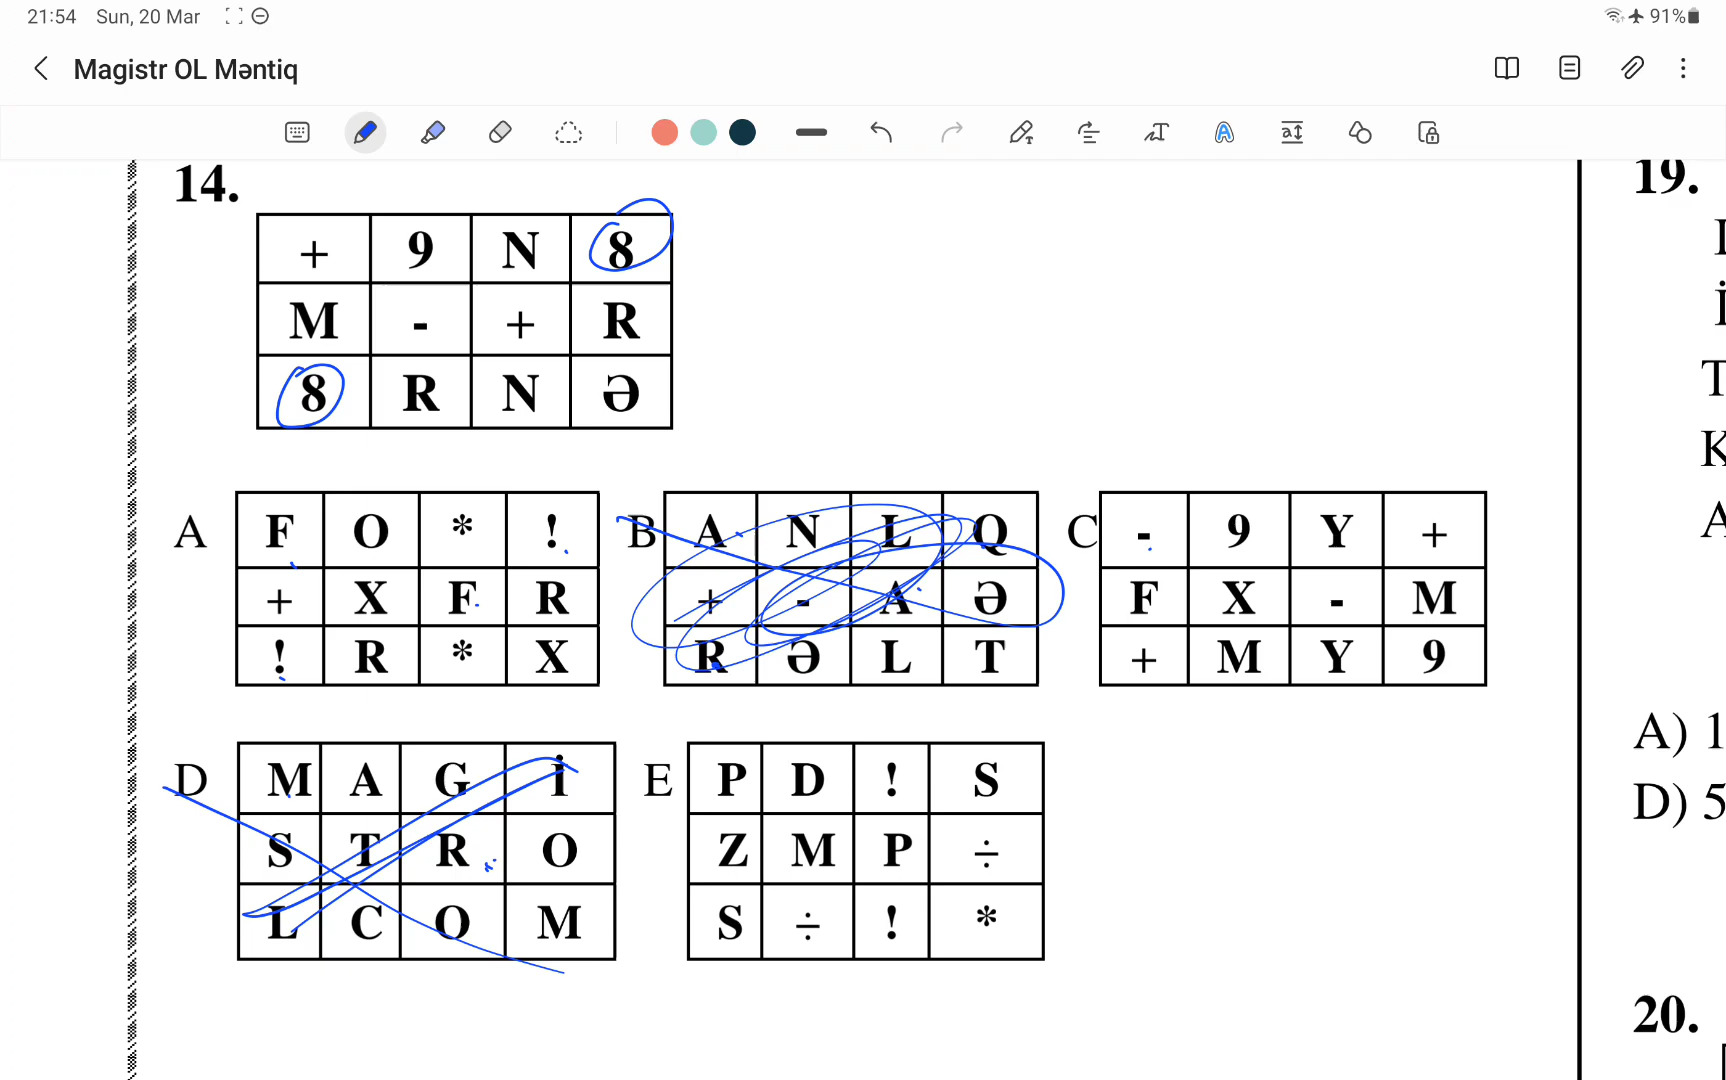 21:54 Sun, 20 Mar 91%
Magistr OL Məntiq
14.
+ 9 N 8
M - + R
8 R N Ə
A
F O * !
+ X F R
! R * X
B
A N L Q
+ - A Ə
R Ə L T
C
- 9 Y +
F X - M
+ M Y 9
D
M A G İ
S T R O
L C O M
E
P D ! S
Z M P ÷
S ÷ ! *
19.
İ
T
K
A
A) 1
D) 5
20.